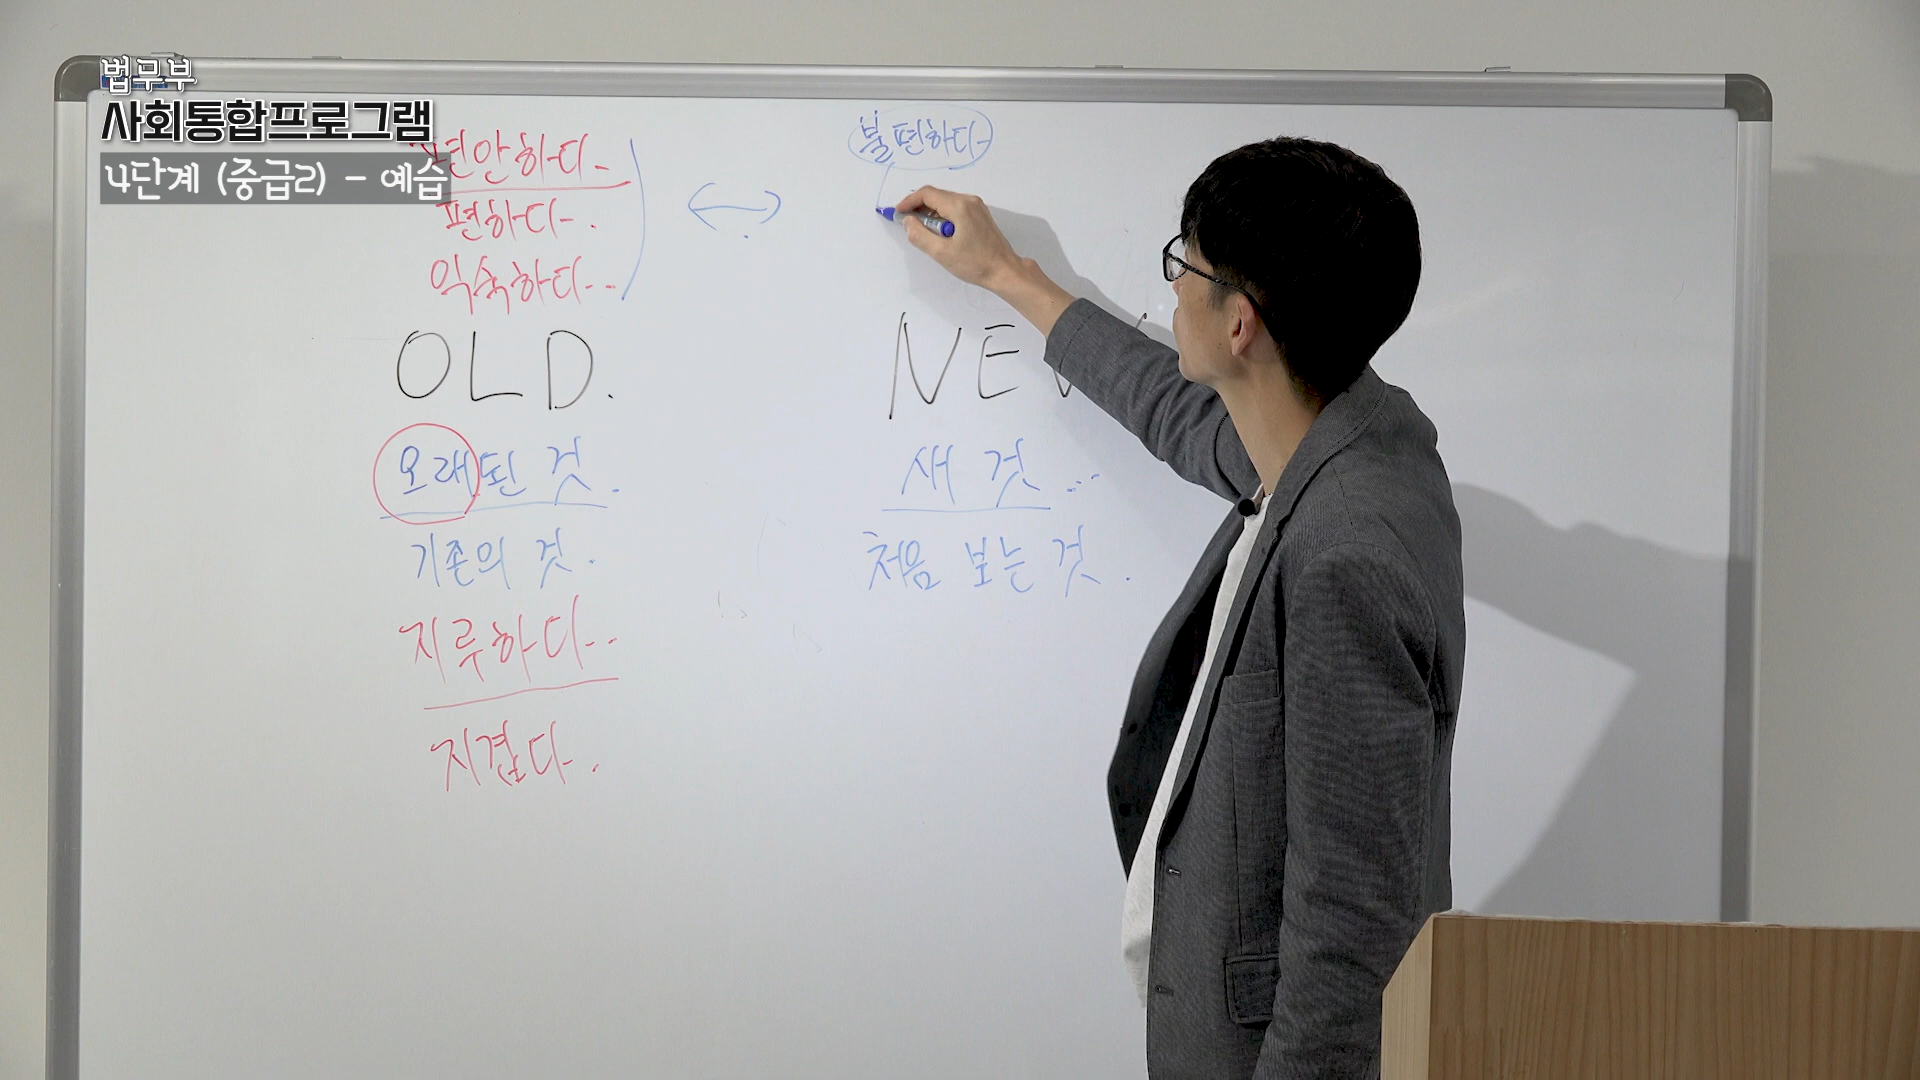 법무부
사회통합프로그램
4단계 (중급2) - 예습
편안하다.
편하다.
익숙하다..
OLD.
오래된 것.
기존의 것.
지루하다..
지겹다.
불편하다
NEW
새 것...
처음 보는 것.